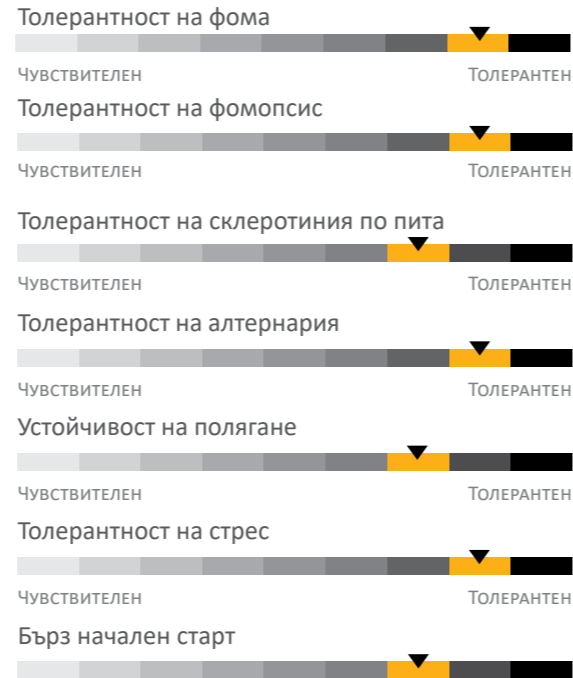 Толерантност на фома
Чувствителен Толерантен
Толерантност на фомопсис
Чувствителен Толерантен
Толерантност на склеротиния по пита
Чувствителен Толерантен
Толерантност на алтернария
Чувствителен Толерантен
Устойчивост на полягане
Чувствителен Толерантен
Толерантност на стрес
Чувствителен Толерантен
Бърз начален старт